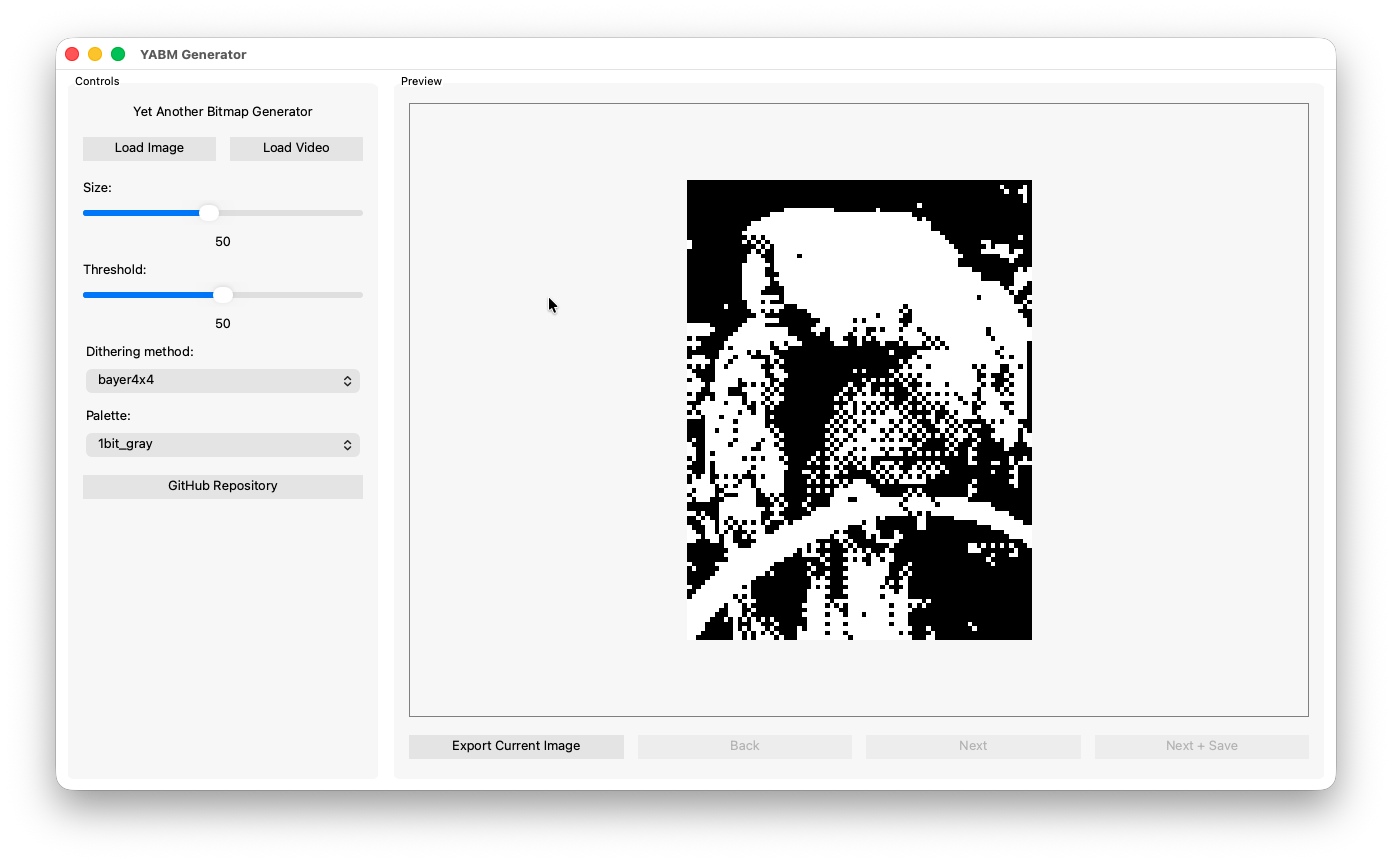 YABM Generator
Controls
Yet Another Bitmap Generator
Load Image
Load Video
Size:
50
Threshold:
50
Dithering method:
bayer4x4
Palette:
1bit_gray
GitHub Repository
Preview
Export Current Image
Back
Next
Next + Save